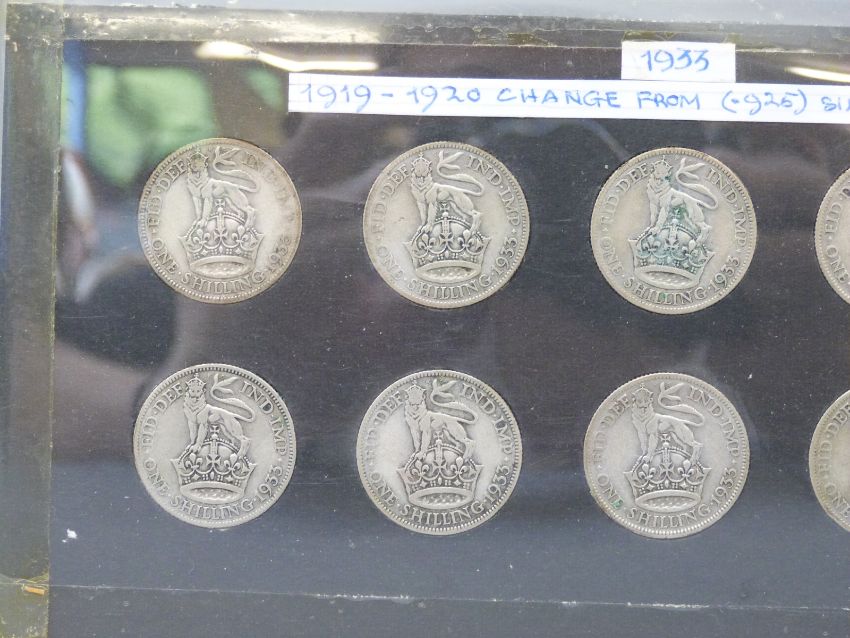 1933
1919 - 1920 CHANGE FROM (.925)
FID·DEF IND·IMP
ONE SHILLING·1933
FID·DEF IND·IMP
ONE·SHILLING·1933
FID·DEF IND·IMP
ONE·SHILLING·1933
FID·DEF IND·IMP
ONE·SHILLING·1933
FID·DEF IND·IMP
ONE·SHILLING·1933
FID·DEF IND·IMP
ONE·SHILLING·1933